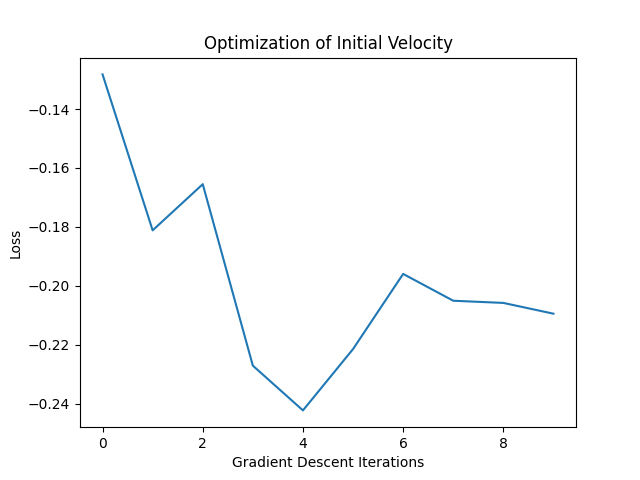 Optimization of Initial Velocity
−0.14
−0.16
−0.18
−0.20
−0.22
−0.24
Loss
0 2 4 6 8
Gradient Descent Iterations